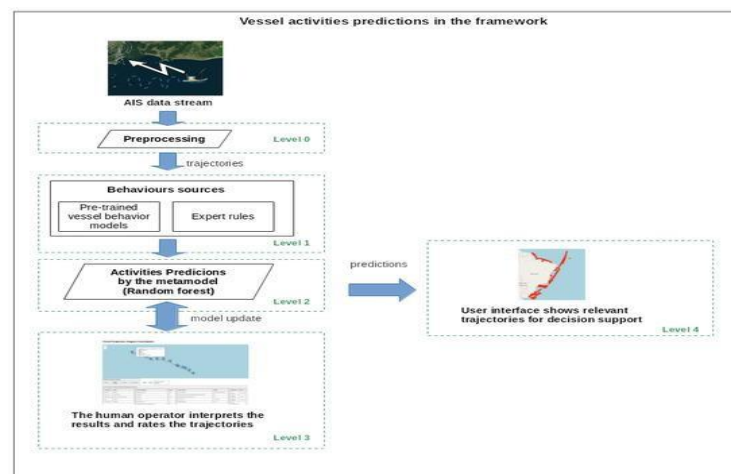 Vessel activities predictions in the framework
AIS data stream
Preprocessing
Level 0
trajectories
Behaviours sources
Pre-trained
vessel behavior
models
Expert rules
Level 1
Activities Predicions
by the metamodel
(Random forest)
Level 2
model update
The human operator interprets the
results and rates the trajectories
Level 3
predictions
User interface shows relevant
trajectories for decision support
Level 4